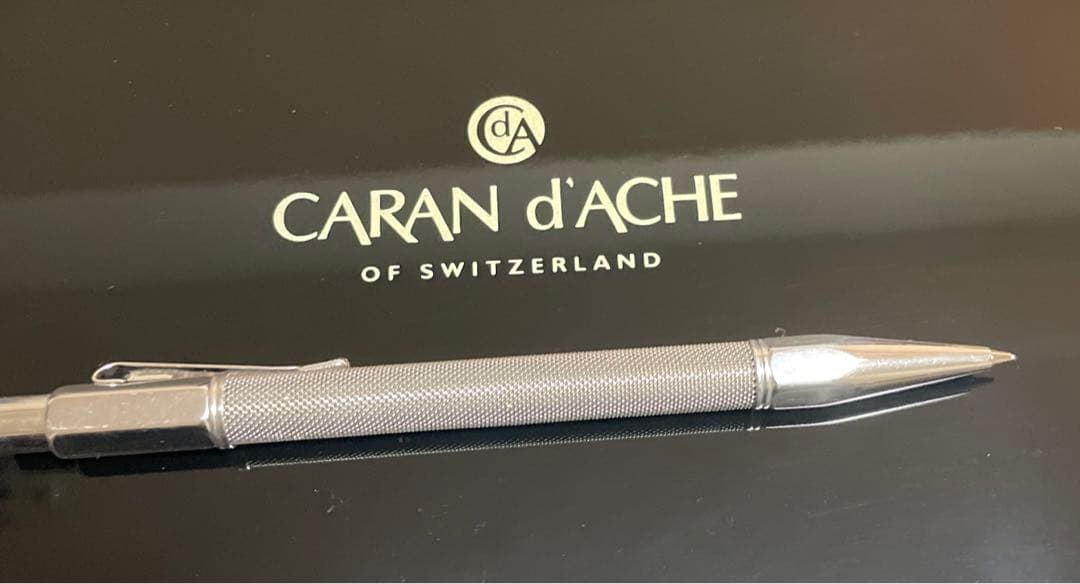 CdA
CARAN d'ACHE
OF SWITZERLAND